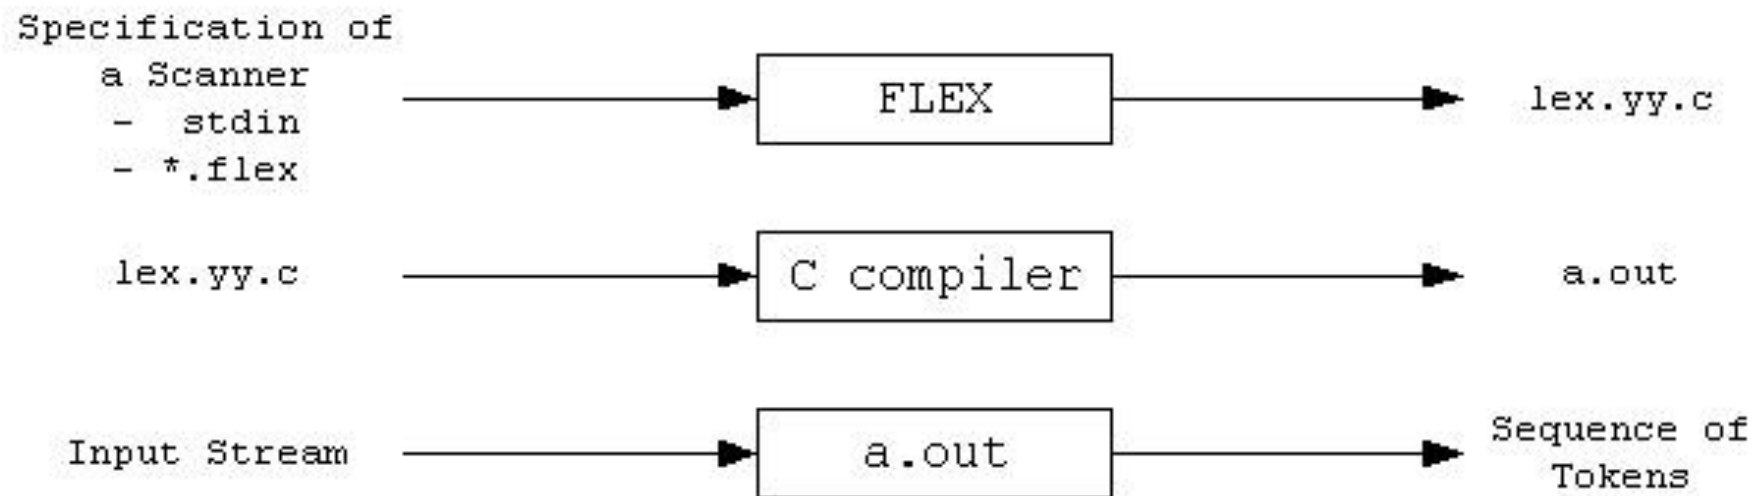 Specification of
a Scanner
- stdin
- *.flex
FLEX
lex.yy.c
lex.yy.c
C compiler
a.out
Input Stream
a.out
Sequence of
Tokens